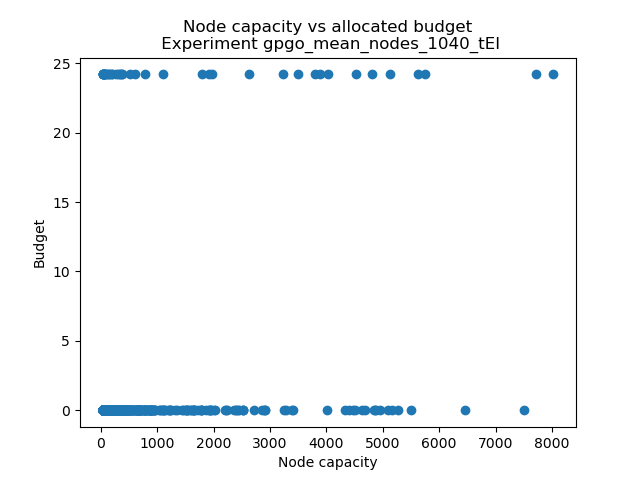 Node capacity vs allocated budget
Experiment gpgo_mean_nodes_1040_tEI
25
20
15
10
5
0
Budget
0 1000 2000 3000 4000 5000 6000 7000 8000
Node capacity